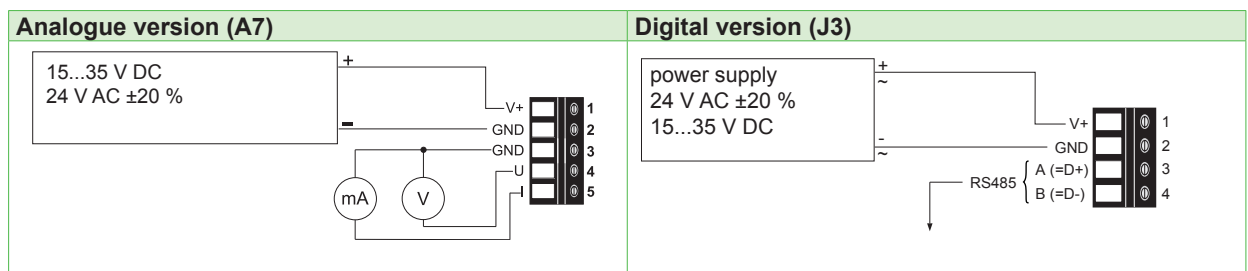 Analogue version (A7)
15...35 V DC
24 V AC ±20 %
+
-
V+ 1
GND 2
GND 3
U 4
I 5
mA V
Digital version (J3)
power supply
24 V AC ±20 %
15...35 V DC
+
~
-
~
V+ 1
GND 2
RS485 { A (=D+) 3
B (=D-) 4